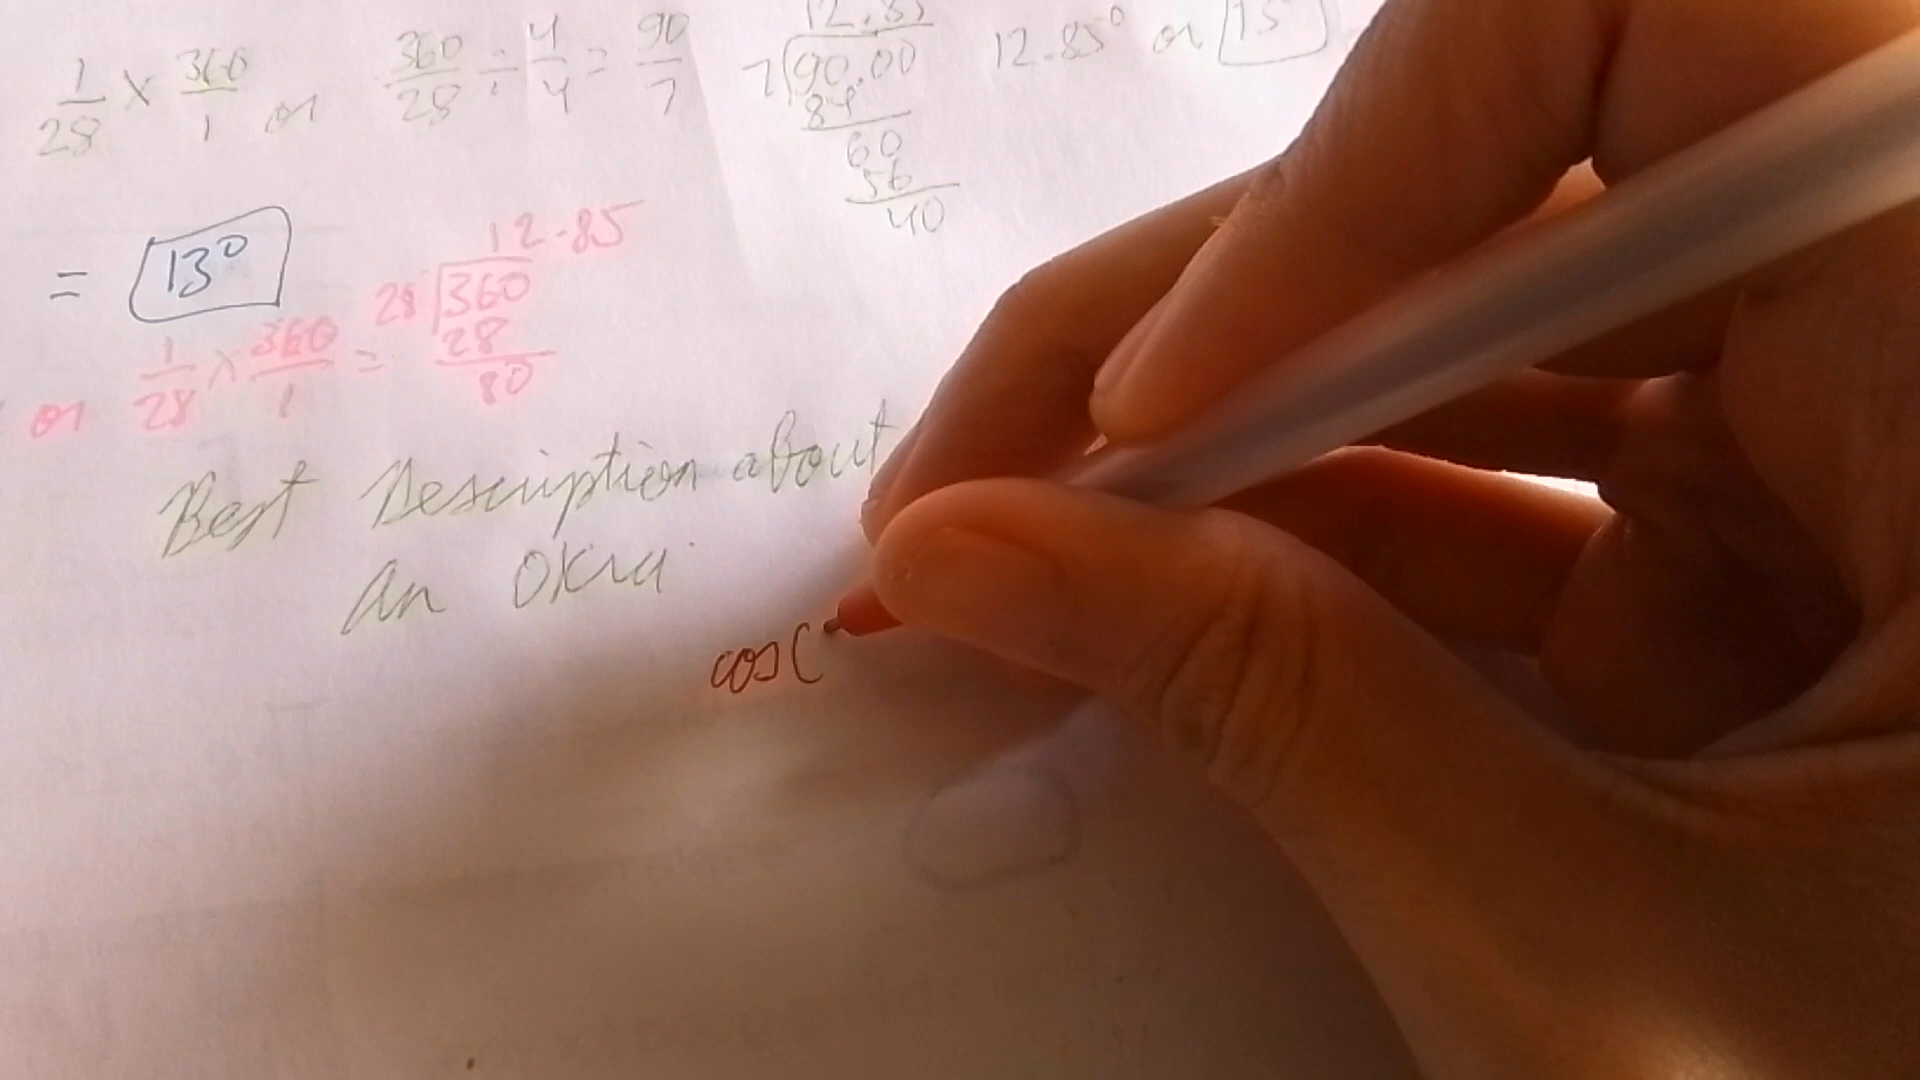 1/28 × 360/1 or 360/28 ÷ 4/4 = 90/7
12.85
7)90.00
84
60
56
40
12.85° or 13
= 13°
or 1/28 × 360/1 =
12.85
28)360
28
80
Best Description about
An Okra
cos(